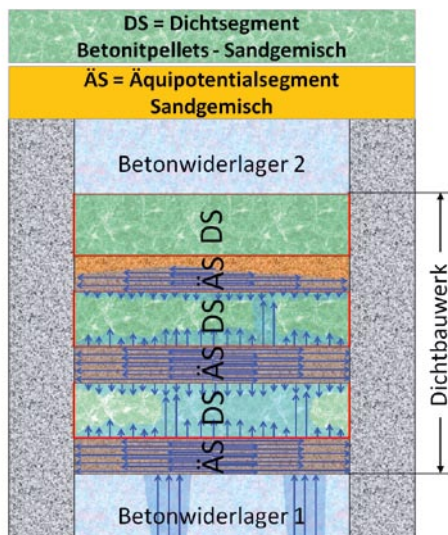 DS = Dichtsegment
Betonitpellets - Sandgemisch
ÄS = Äquipotentialsegment
Sandgemisch
Betonwiderlager 2
DS
ÄS
DS
ÄS
DS
ÄS
Dichtbauwerk
Betonwiderlager 1